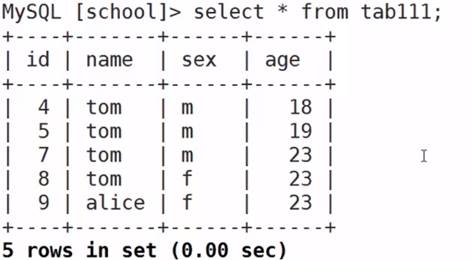 MySQL [school]> select * from tab111;
+----+-------+------+------+
| id | name  | sex  | age  |
+----+-------+------+------+
|  4 | tom   | m    |   18 |
|  5 | tom   | m    |   19 |
|  7 | tom   | m    |   23 |
|  8 | tom   | f    |   23 |
|  9 | alice | f    |   23 |
+----+-------+------+------+
5 rows in set (0.00 sec)